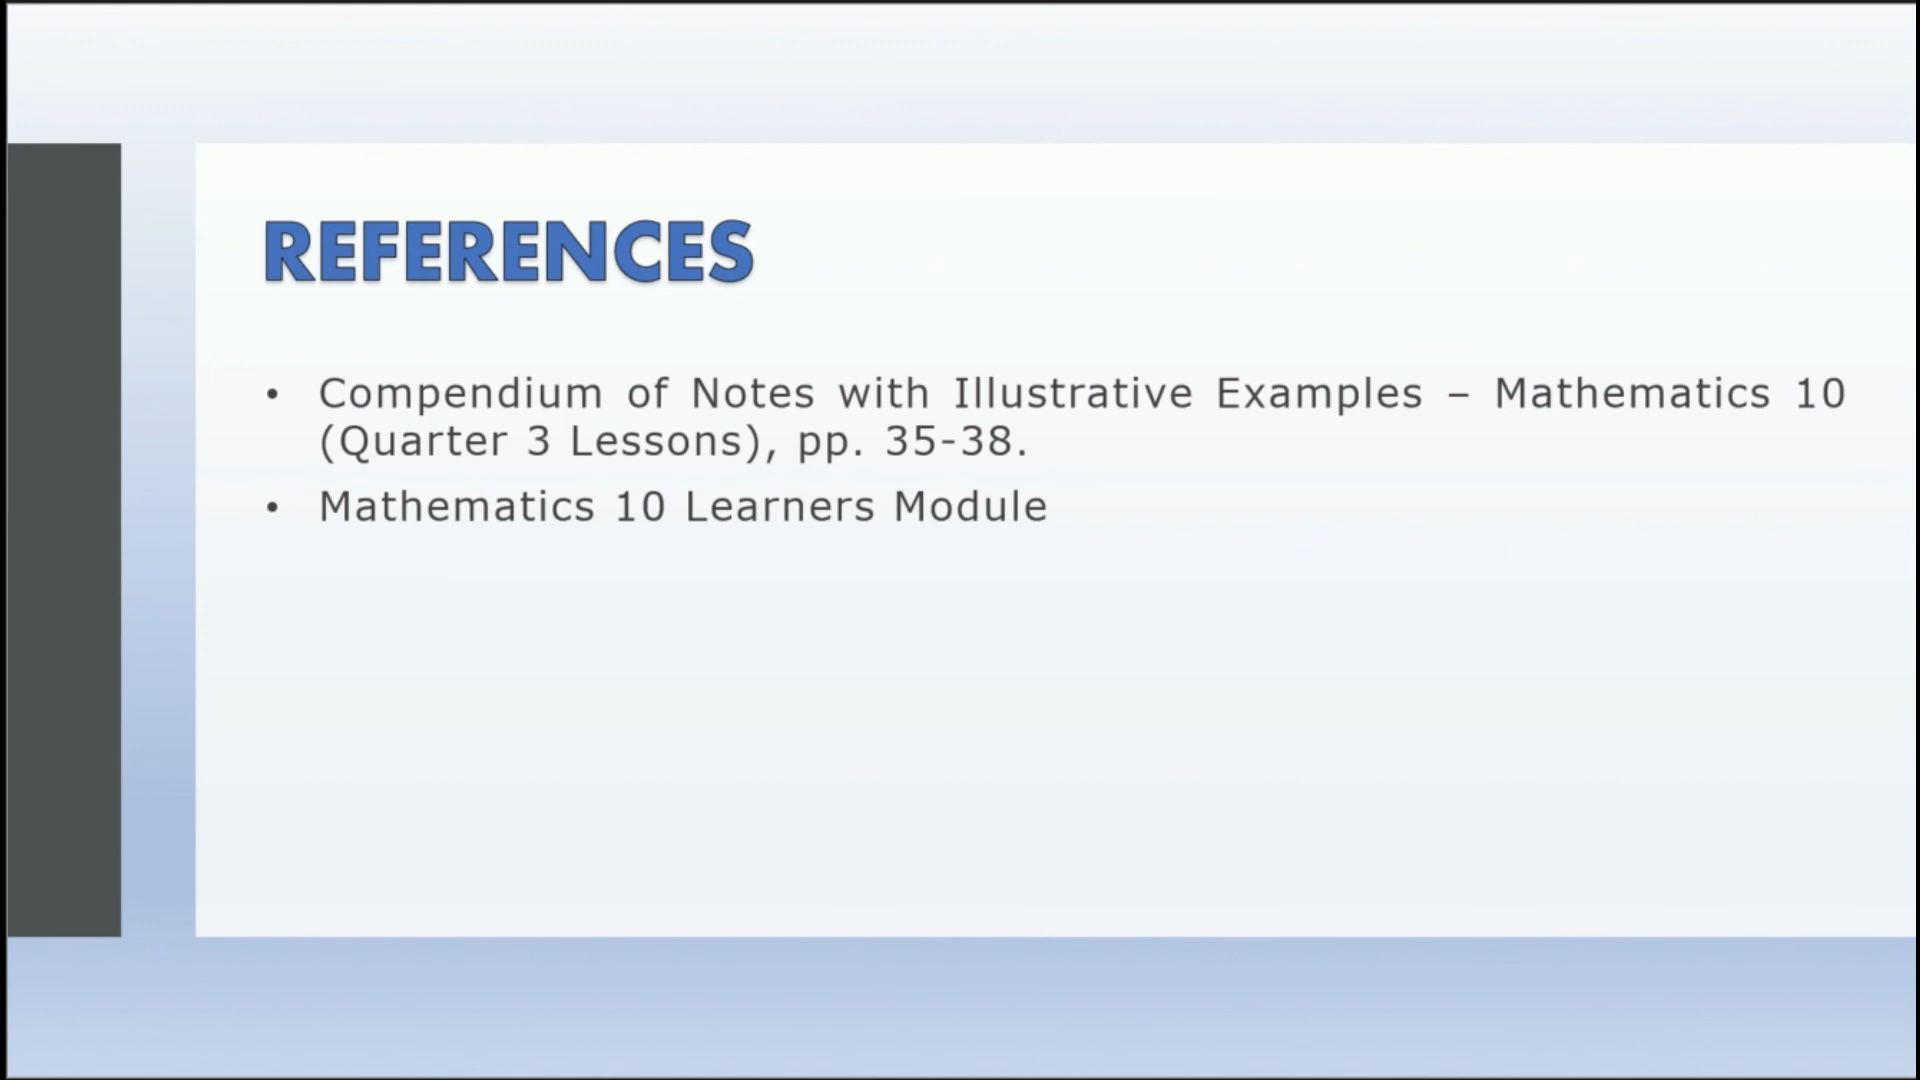 REFERENCES
• Compendium of Notes with Illustrative Examples – Mathematics 10
(Quarter 3 Lessons), pp. 35-38.
• Mathematics 10 Learners Module